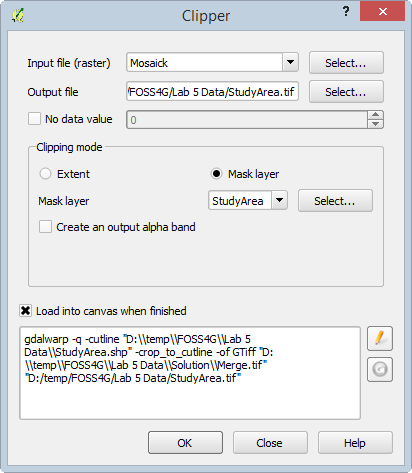 Clipper
?
Input file (raster) Mosaick Select...
Output file /FOSS4G/Lab 5 Data/StudyArea.tif Select...
No data value 0
Clipping mode
Extent Mask layer
Mask layer StudyArea Select...
Create an output alpha band
Load into canvas when finished
gdalwarp -q -cutline "D:\\temp\\FOSS4G\\Lab 5
Data\\StudyArea.shp" -crop_to_cutline -of GTiff "D:
\\temp\\FOSS4G\\Lab 5 Data\\Solution\\Merge.tif"
"D:/temp/FOSS4G/Lab 5 Data/StudyArea.tif"
OK Close Help